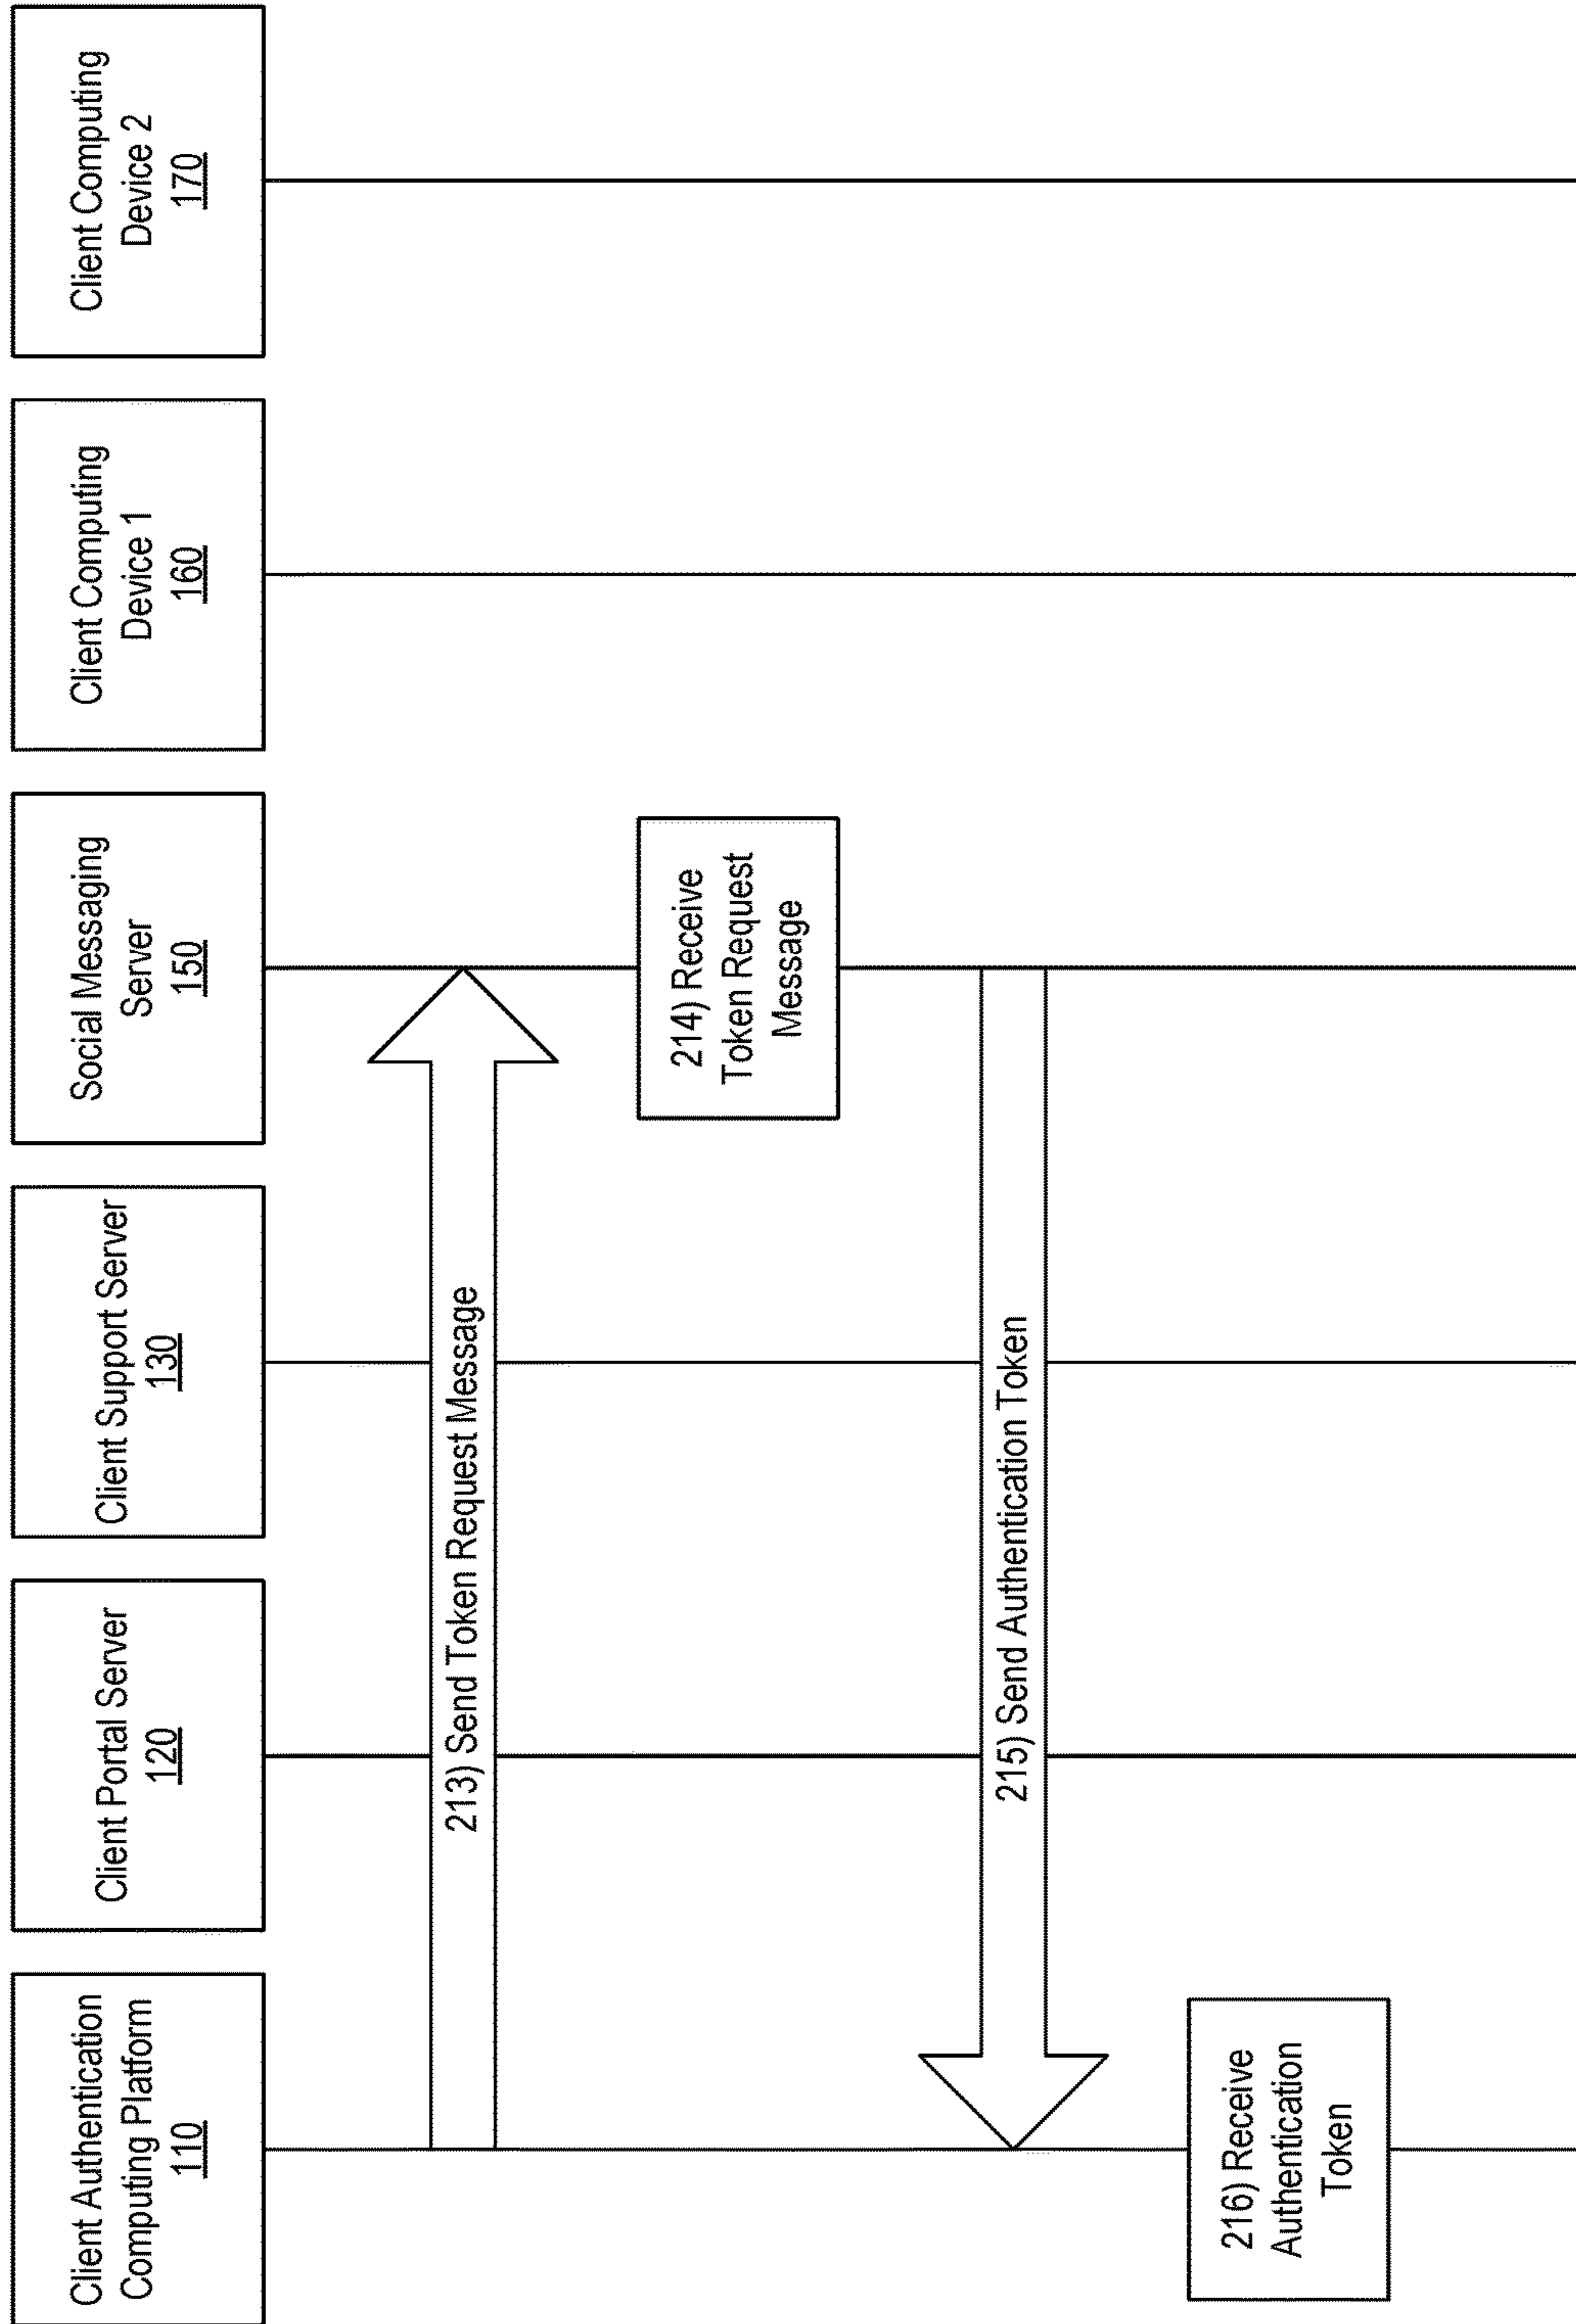 Client Authentication
Computing Platform
110
Client Portal Server
120
Client Support Server
130
Social Messaging
Server
150
Client Computing
Device 1
160
Client Computing
Device 2
170
213) Send Token Request Message
214) Receive
Token Request
Message
215) Send Authentication Token
216) Receive
Authentication
Token